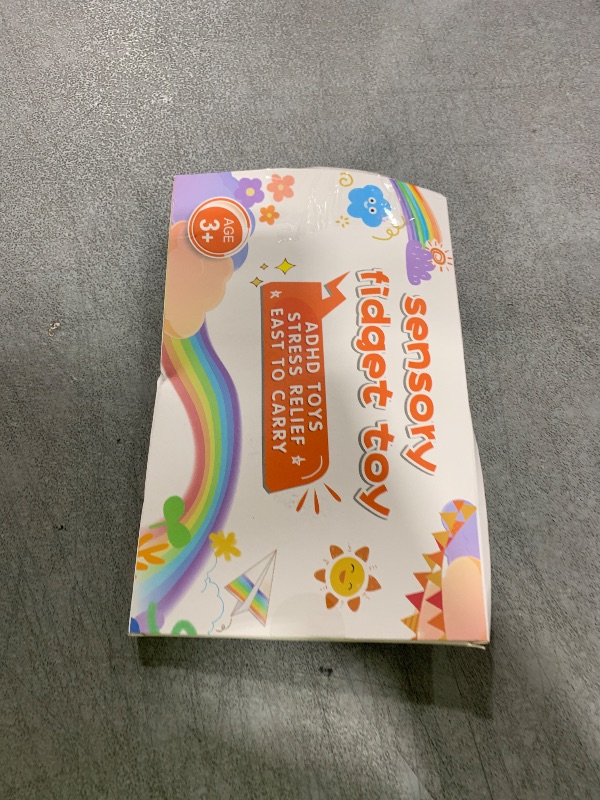 sensory
fidget toy
ADHD TOYS
STRESS RELIEF
EAST TO CARRY
AGE
3+